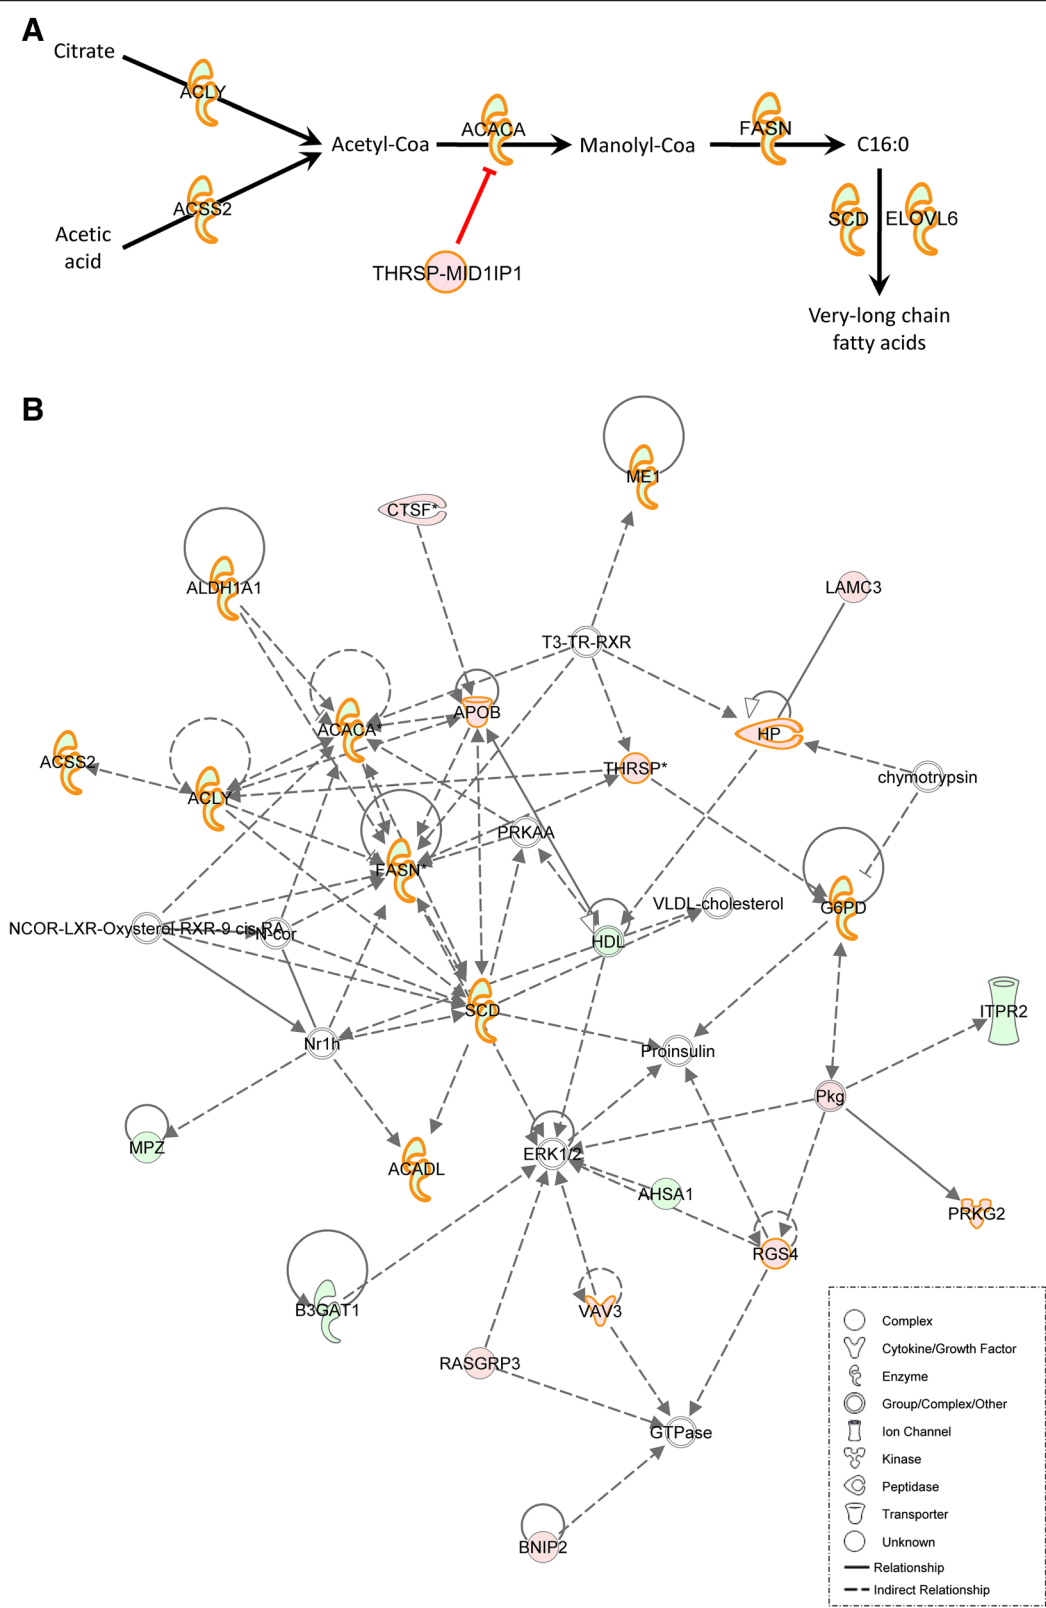 A
Citrate
ACLY
ACACA
FASN
Acetyl-Coa
Manolyl-Coa
C16:0
ACSS2
SCD
ELOVL6
Acetic
acid
THRSP-MID1IP1
Very-long chain
fatty acids
B
ME1
CTSF*
ALDH1A1
LAMC3
T3-TR-RXR
APOB
ACACA*
HP
ACSS2
THRSP*
chymotrypsin
ACLY
PRKAA
FASN*
VLDL-cholesterol
G6PD
NCOR-LXR-Oxysterol-RXR-9 cisRA
N-cor
HDL
SCD
ITPR2
Nr1h
Proinsulin
Pkg
MPZ
ERK1/2
ACADL
AHSA1
PRKG2
RGS4
B3GAT1
VAV3
RASGRP3
GTPase
BNIP2
Complex
Cytokine/Growth Factor
Enzyme
Group/Complex/Other
Ion Channel
Kinase
Peptidase
Transporter
Unknown
Relationship
Indirect Relationship